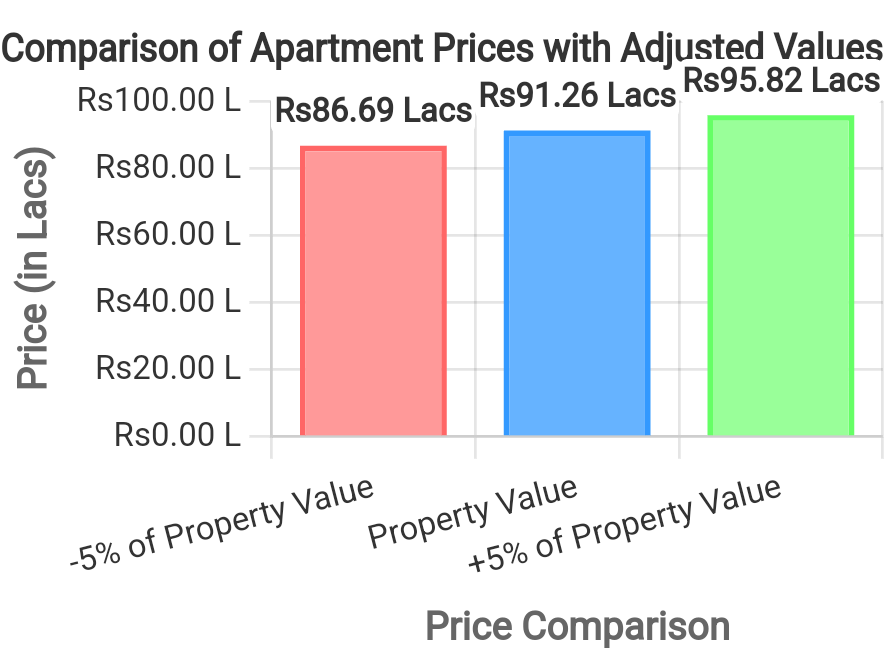 Comparison of Apartment Prices with Adjusted Values
Rs86.69 Lacs
Rs91.26 Lacs
Rs95.82 Lacs
Rs100.00 L
Rs80.00 L
Rs60.00 L
Rs40.00 L
Rs20.00 L
Rs0.00 L
Price (in Lacs)
-5% of Property Value
Property Value
+5% of Property Value
Price Comparison